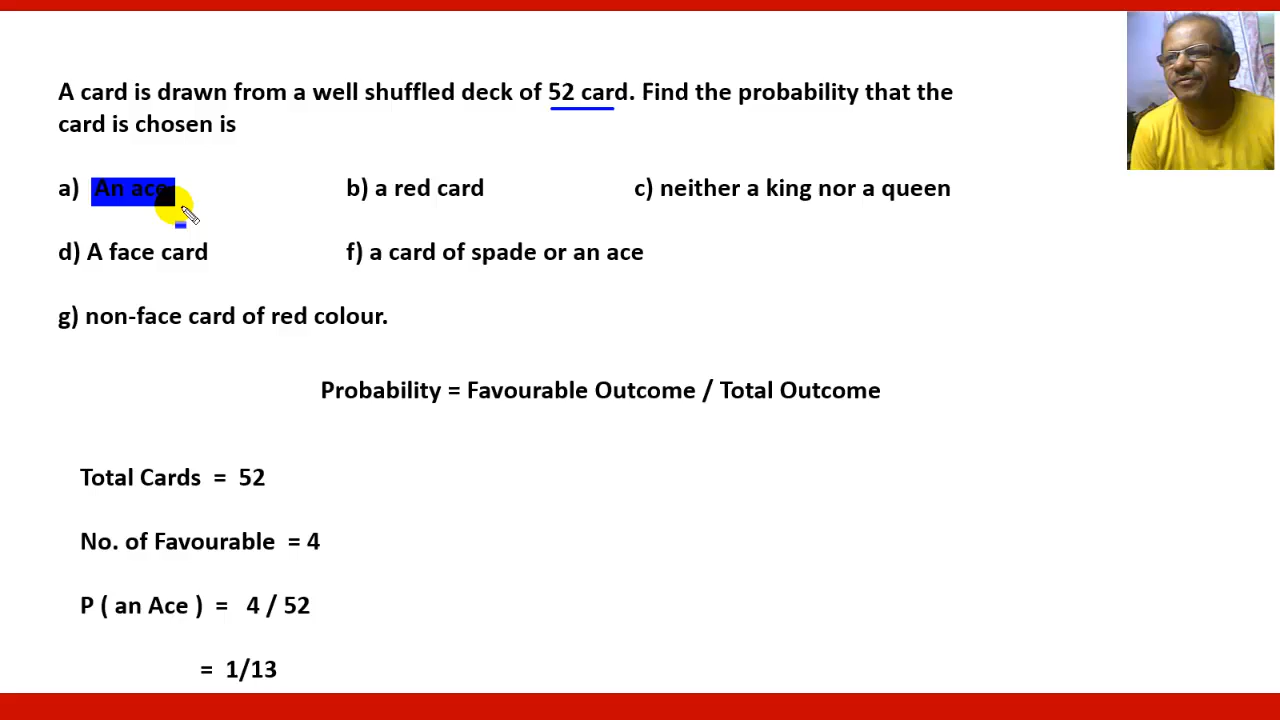 A card is drawn from a well shuffled deck of 52 card. Find the probability that the
card is chosen is
a) An ace b) a red card c) neither a king nor a queen
d) A face card f) a card of spade or an ace
g) non-face card of red colour.
Probability = Favourable Outcome / Total Outcome
Total Cards = 52
No. of Favourable = 4
P ( an Ace ) = 4 / 52
= 1/13